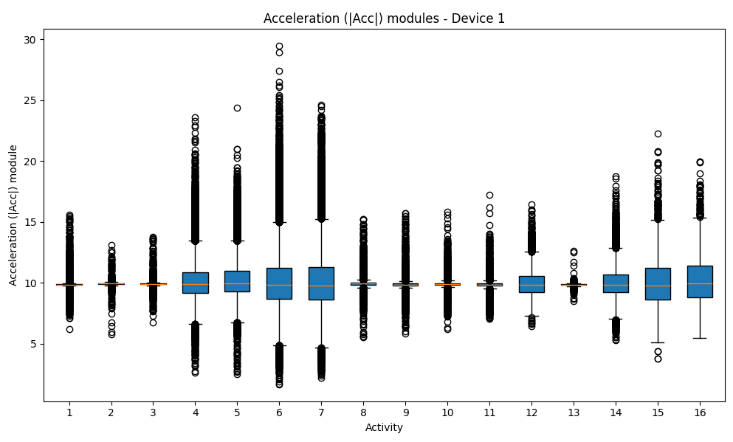 Acceleration (|Acc|) modules - Device 1
Acceleration (|Acc|) module
30
25
20
15
10
5
1 2 3 4 5 6 7 8 9 10 11 12 13 14 15 16
Activity